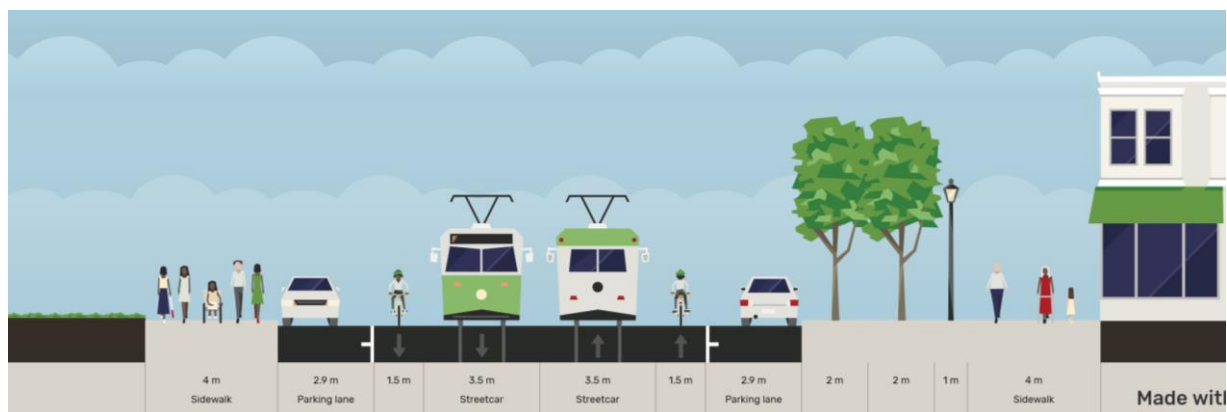 4 m
Sidewalk
2.9 m
Parking lane
1.5 m
3.5 m
Streetcar
3.5 m
Streetcar
1.5 m
2.9 m
Parking lane
2 m
2 m
1 m
4 m
Sidewalk
Made with